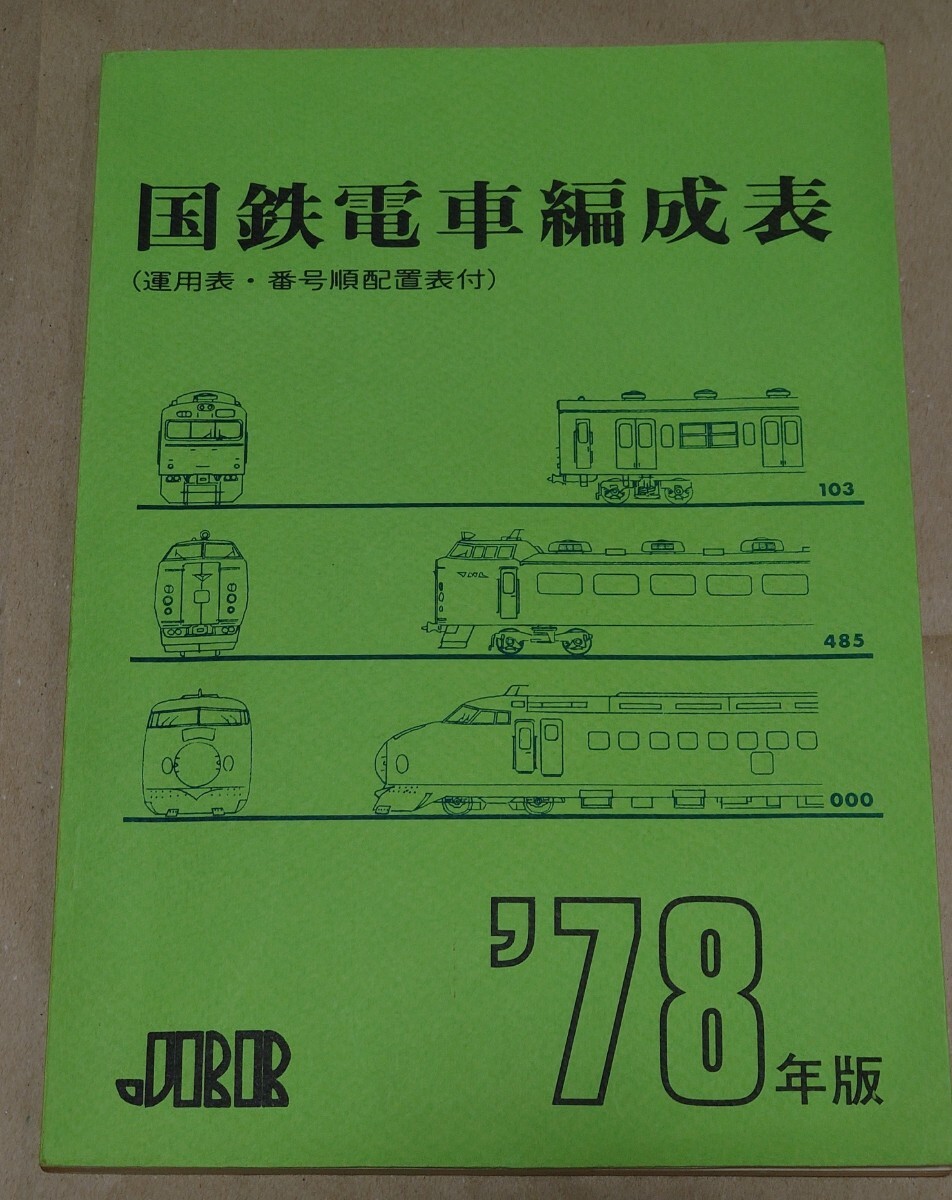 国鉄電車編成表
(運用表・番号順配置表付)
103
485
000
'78年版
JRR